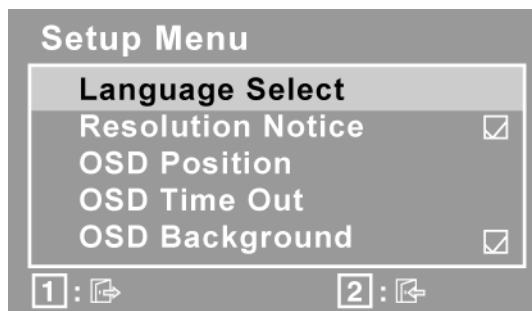 Setup Menu
Language Select
Resolution Notice
OSD Position
OSD Time Out
OSD Background
1 : 2 :